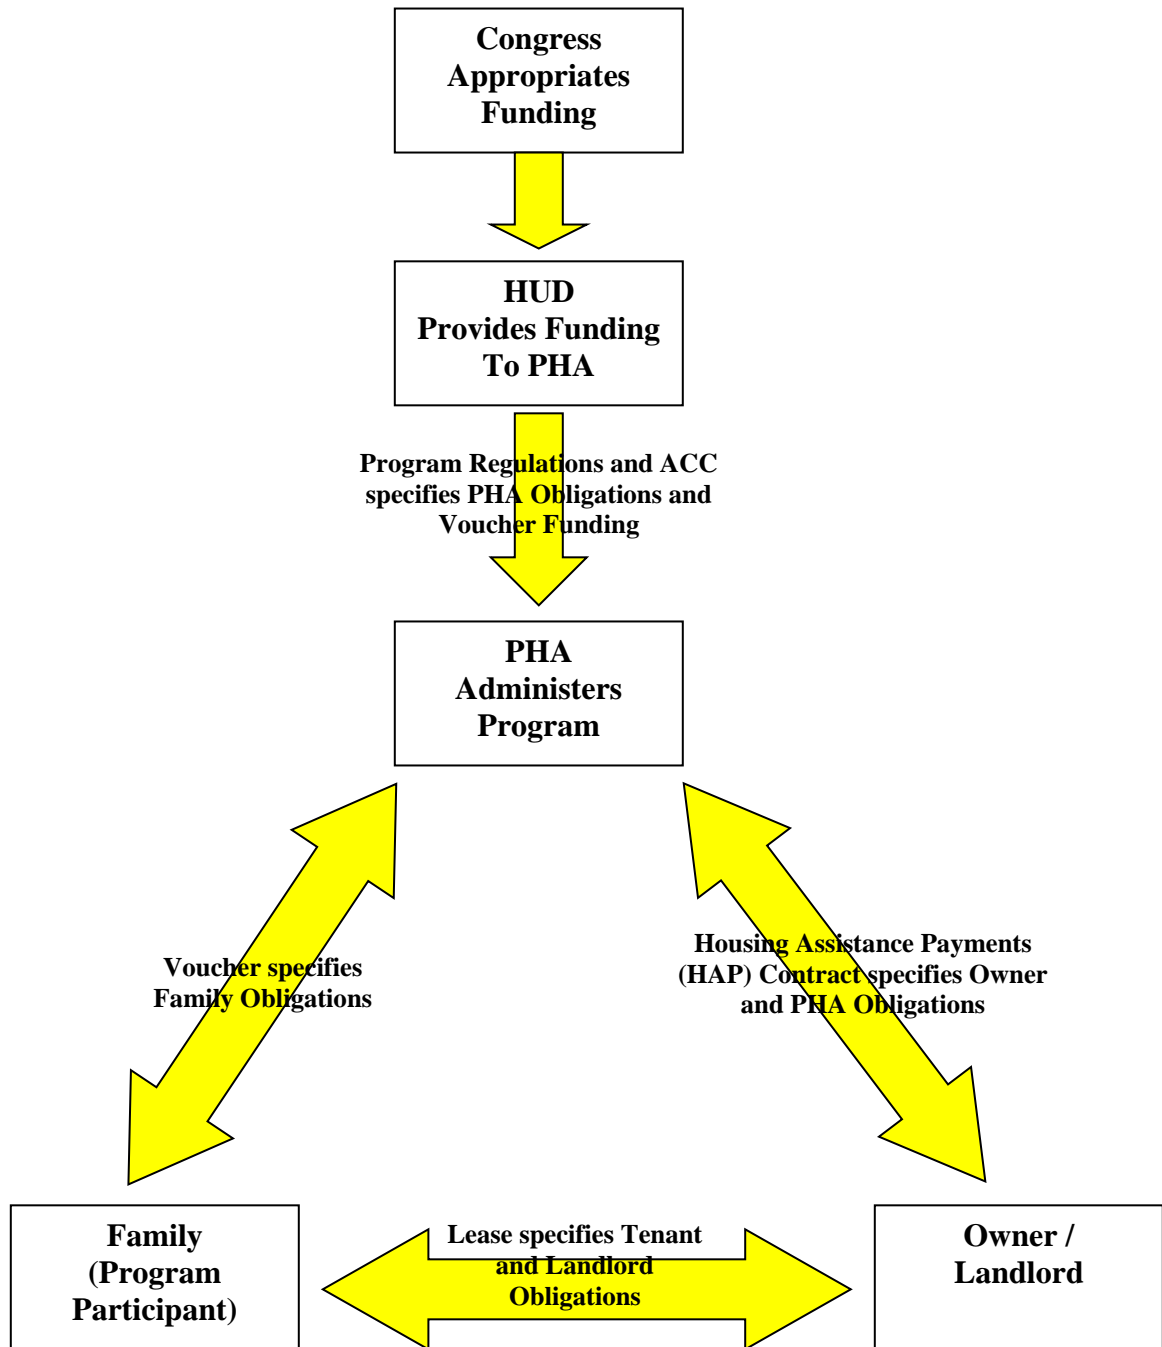 Congress
Appropriates
Funding
HUD
Provides Funding
To PHA
Program Regulations and ACC
specifies PHA Obligations and
Voucher Funding
PHA
Administers
Program
Voucher specifies
Family Obligations
Housing Assistance Payments
(HAP) Contract specifies Owner
and PHA Obligations
Family
(Program
Participant)
Lease specifies Tenant
and Landlord
Obligations
Owner /
Landlord